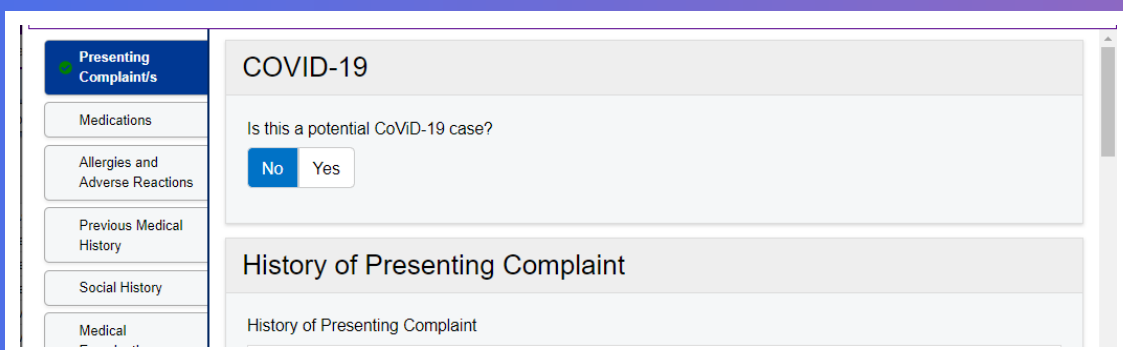 Presenting
Complaint/s
Medications
Allergies and
Adverse Reactions
Previous Medical
History
Social History
Medical
COVID-19
Is this a potential CoViD-19 case?
No Yes
History of Presenting Complaint
History of Presenting Complaint